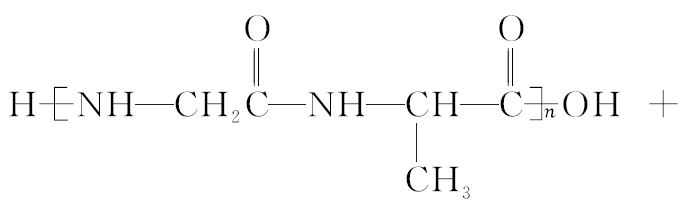 O O
H-[-NH-CH₂C-NH-CH-C-]-ₙOH +
CH₃